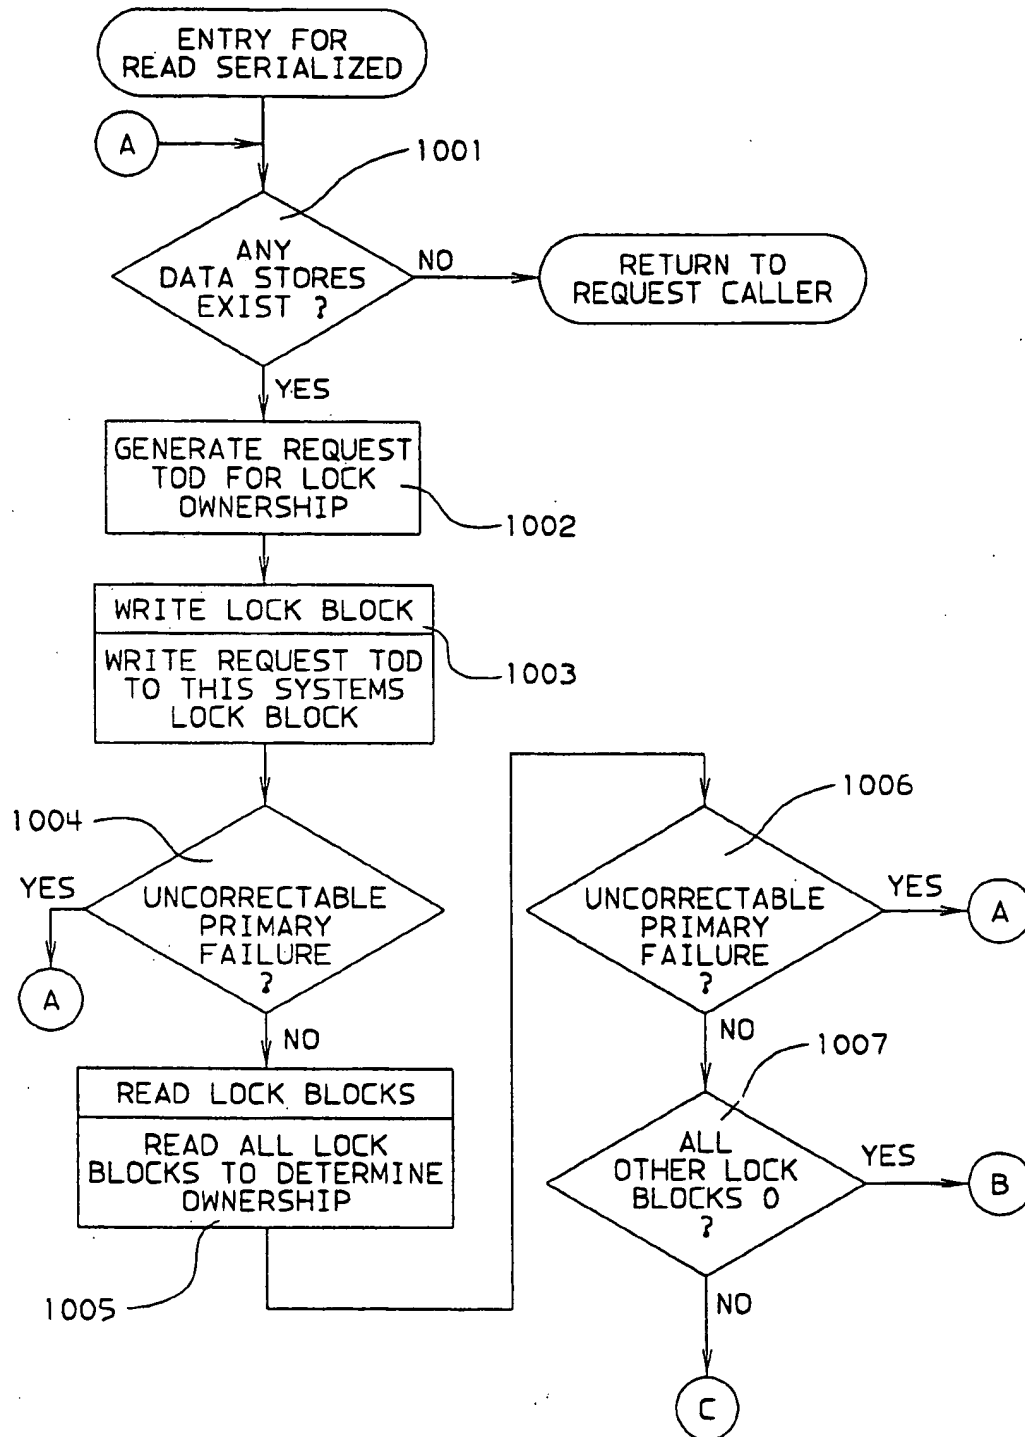 ENTRY FOR
READ SERIALIZED
A
1001
ANY
DATA STORES
EXIST ?
NO
RETURN TO
REQUEST CALLER
YES
GENERATE REQUEST
TOD FOR LOCK
OWNERSHIP
1002
WRITE LOCK BLOCK
WRITE REQUEST TOD
TO THIS SYSTEMS
LOCK BLOCK
1003
1004
YES
UNCORRECTABLE
PRIMARY
FAILURE
?
A
NO
READ LOCK BLOCKS
READ ALL LOCK
BLOCKS TO DETERMINE
OWNERSHIP
1005
1006
UNCORRECTABLE
PRIMARY
FAILURE
?
YES
A
NO
1007
ALL
OTHER LOCK
BLOCKS 0
?
YES
B
NO
C